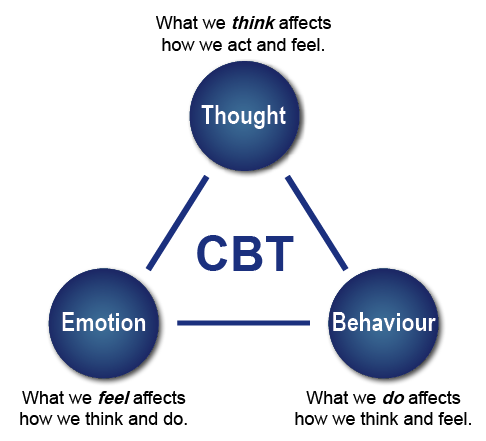 What we think affects
how we act and feel.
Thought
CBT
Emotion
Behaviour
What we feel affects
how we think and do.
What we do affects
how we think and feel.